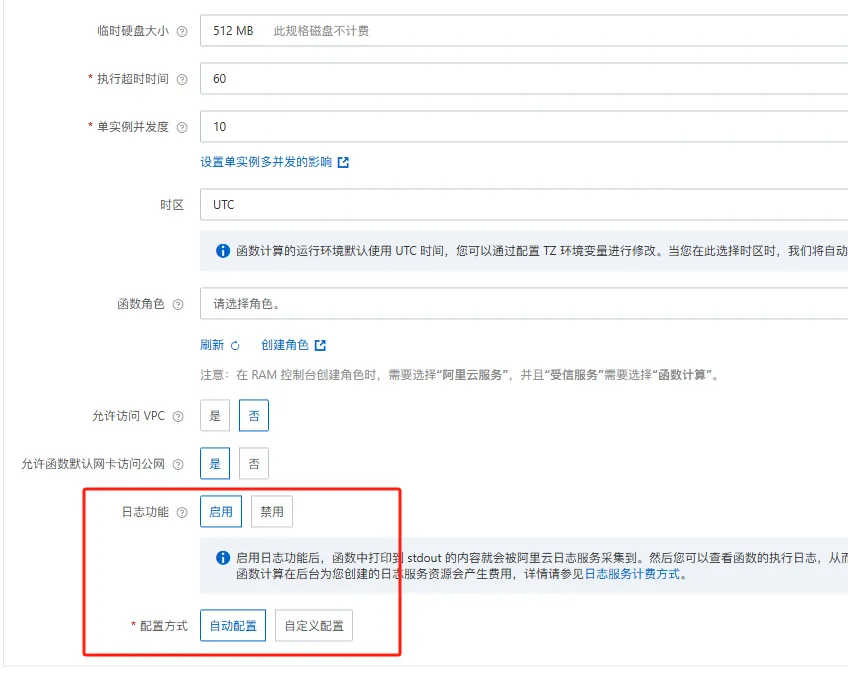 临时硬盘大小 512 MB 此规格磁盘不计费
* 执行超时时间 60
* 单实例并发度 10
设置单实例多并发的影响
时区 UTC
函数计算的运行环境默认使用 UTC 时间，您可以通过配置 TZ 环境变量进行修改。当您在此选择时区时，我们将自动
函数角色 请选择角色。
刷新 创建角色
注意：在 RAM 控制台创建角色时，需要选择“阿里云服务”，并且“受信服务”需要选择“函数计算”。
允许访问 VPC 是 否
允许函数默认网卡访问公网 是 否
日志功能 启用 禁用
启用日志功能后，函数中打印到 stdout 的内容就会被阿里云日志服务采集到。然后您可以查看函数的执行日志，从而
函数计算在后台为您创建的日志服务资源会产生费用，详情请参见日志服务计费方式。
* 配置方式 自动配置 自定义配置